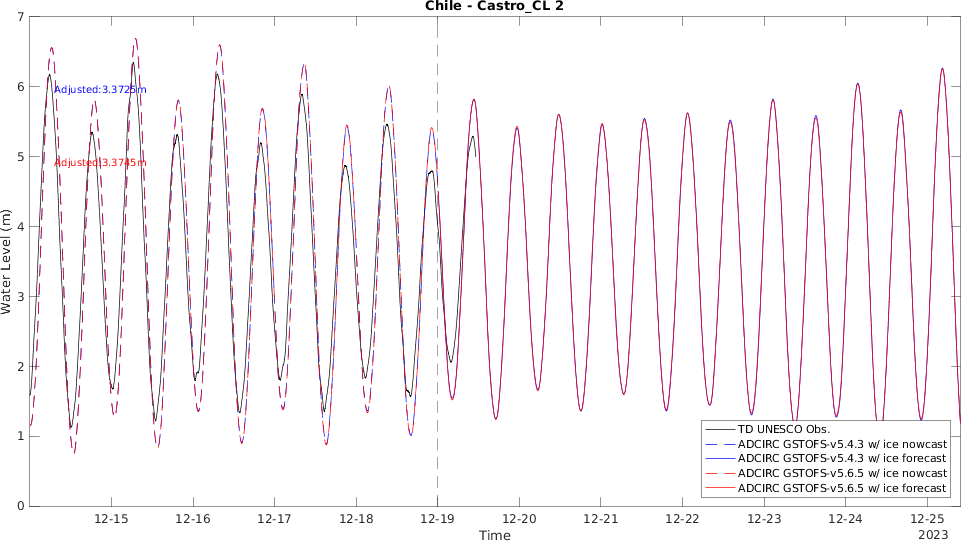 Chile - Castro_CL 2
7
6
5
4
3
2
1
0
Water Level (m)
Adjusted:3.3725m
Adjusted:3.3745m
TD UNESCO Obs.
ADCIRC GSTOFS-v5.4.3 w/ ice nowcast
ADCIRC GSTOFS-v5.4.3 w/ ice forecast
ADCIRC GSTOFS-v5.6.5 w/ ice nowcast
ADCIRC GSTOFS-v5.6.5 w/ ice forecast
12-15 12-16 12-17 12-18 12-19 12-20 12-21 12-22 12-23 12-24 12-25
Time
2023